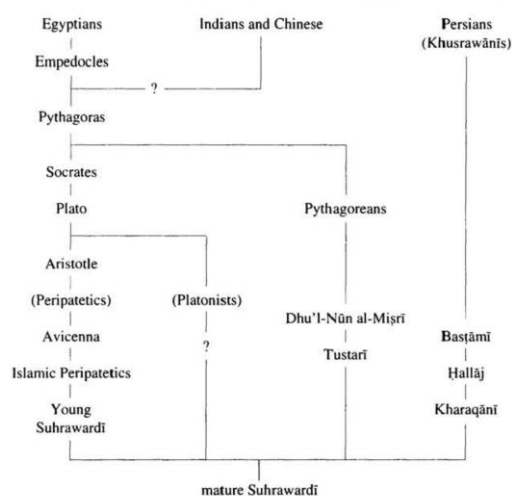 Egyptians
Indians and Chinese
Persians
(Khusrawānīs)
Empedocles
?
Pythagoras
Socrates
Plato
Pythagoreans
Aristotle
(Peripatetics)
(Platonists)
Dhu'l-Nūn al-Miṣrī
Avicenna
?
Basṭāmī
Tustarī
Islamic Peripatetics
Ḥallāj
Young
Suhrawardī
Kharaqānī
mature Suhrawardī